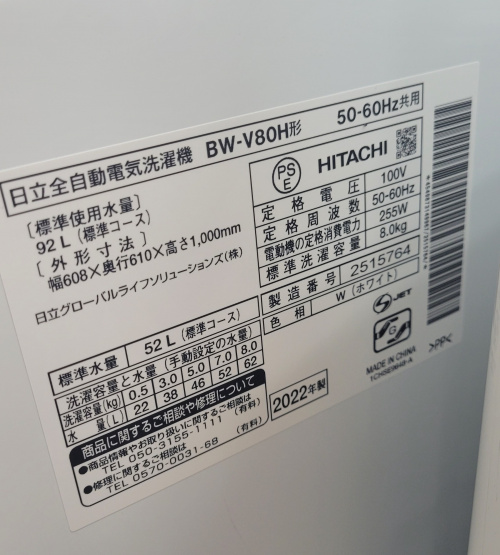 日立全自動電気洗濯機 BW-V80H形 50-60Hz共用
[標準使用水量]
92 L (標準コース)
[外形寸法]
幅608×奥行610×高さ1,000mm
日立グローバルライフソリューションズ(株)
PS
E
HITACHI
定格電圧 100V
定格周波数 50-60Hz
電動機の定格消費電力 255W
標準洗濯容量 8.0kg
製造番号 2515764
色相 W (ホワイト)
標準水量 52 L (標準コース)
洗濯容量と水量 (手動設定の水量)
洗濯容量(kg) 0.5 3.0 5.0 7.0 8.0
水量(L) 22 38 46 52 62
2022年製
商品に関するご相談や修理について
●商品情報やお取り扱いに関するご相談は
TEL 050-3155-1111 (有料)
●修理に関するご相談は
TEL 0570-0031-68 (有料)
JET
G
MADE IN CHINA
>PP<